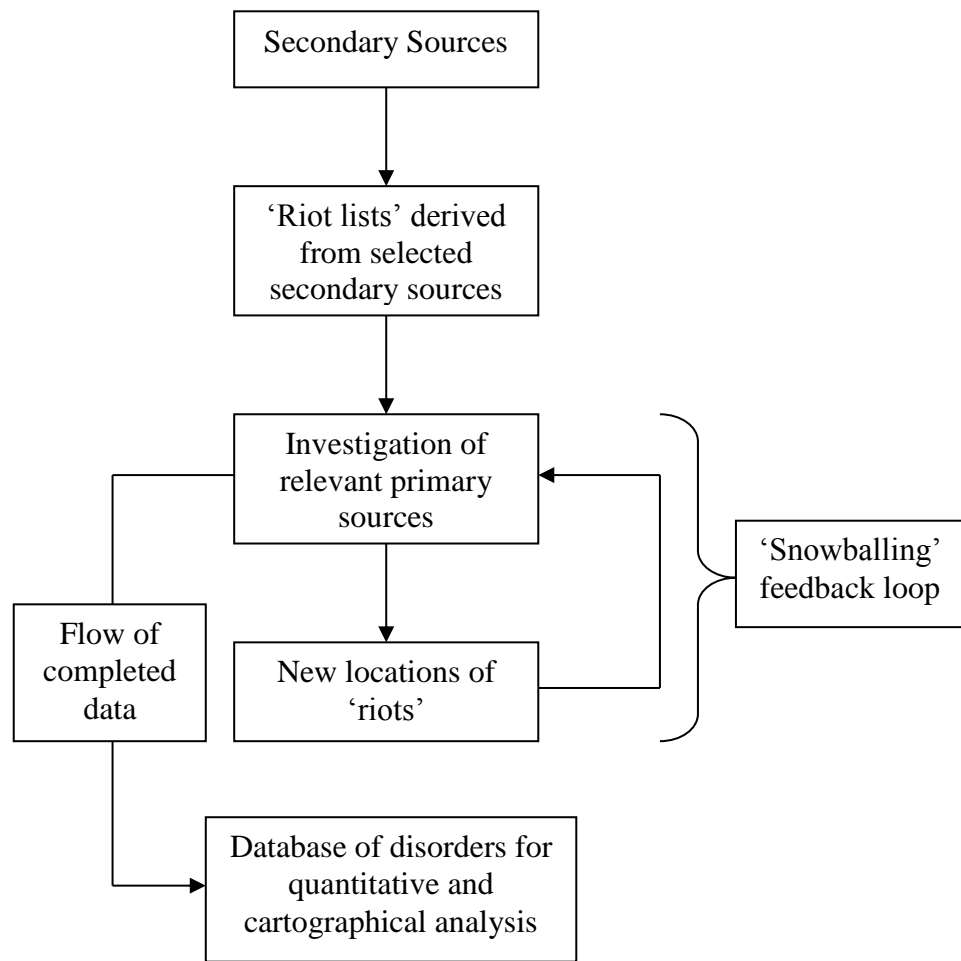 Secondary Sources
‘Riot lists’ derived
from selected
secondary sources
Investigation of
relevant primary
sources
‘Snowballing’
feedback loop
Flow of
completed
data
New locations of
‘riots’
Database of disorders for
quantitative and
cartographical analysis